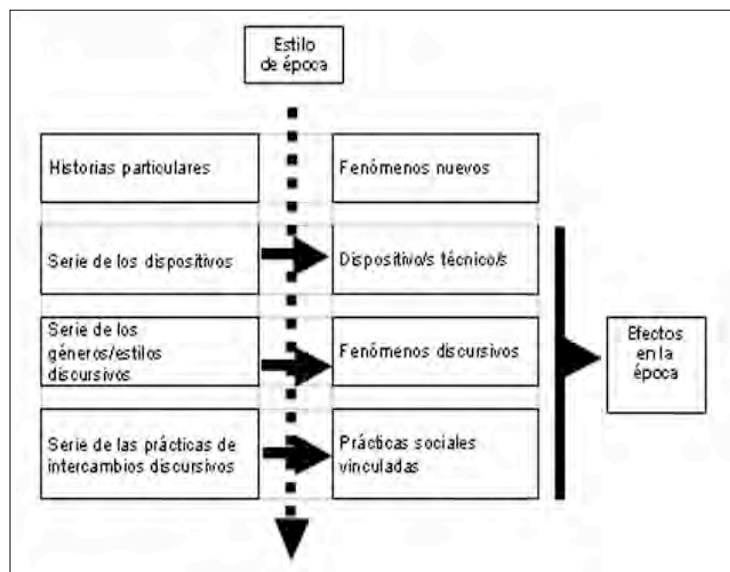 Estilo
de época
Historias particulares
Fenómenos nuevos
Serie de los dispositivos
Dispositivo/s técnico/s
Serie de los
géneros/estilos
discursivos
Fenómenos discursivos
Efectos
en la
época
Serie de las prácticas de
intercambios discursivos
Prácticas sociales
vinculadas